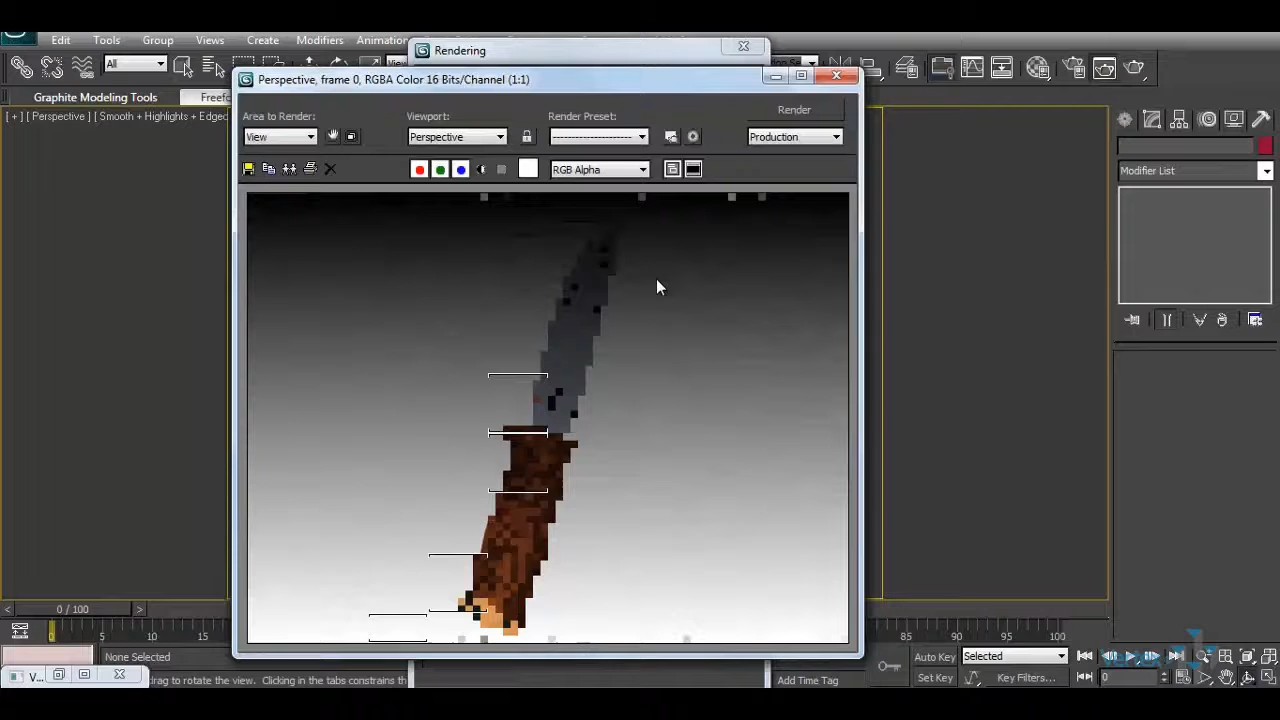 Edit Tools Group Views Create Modifiers Animation
Rendering
All
Perspective, frame 0, RGBA Color 16 Bits/Channel (1:1)
Graphite Modeling Tools
[ + ] [ Perspective ] [ Smooth + Highlights + Edged
Area to Render:
Viewport:
Render Preset:
Render
View
Perspective
Production
RGB Alpha
Modifier List
0 / 100
0 5 10 15
85 90 95 100
None Selected
Auto Key
Selected
V...
drag to rotate the view. Clicking in the tabs constrains th
Add Time Tag
Set Key
Key Filters...
0